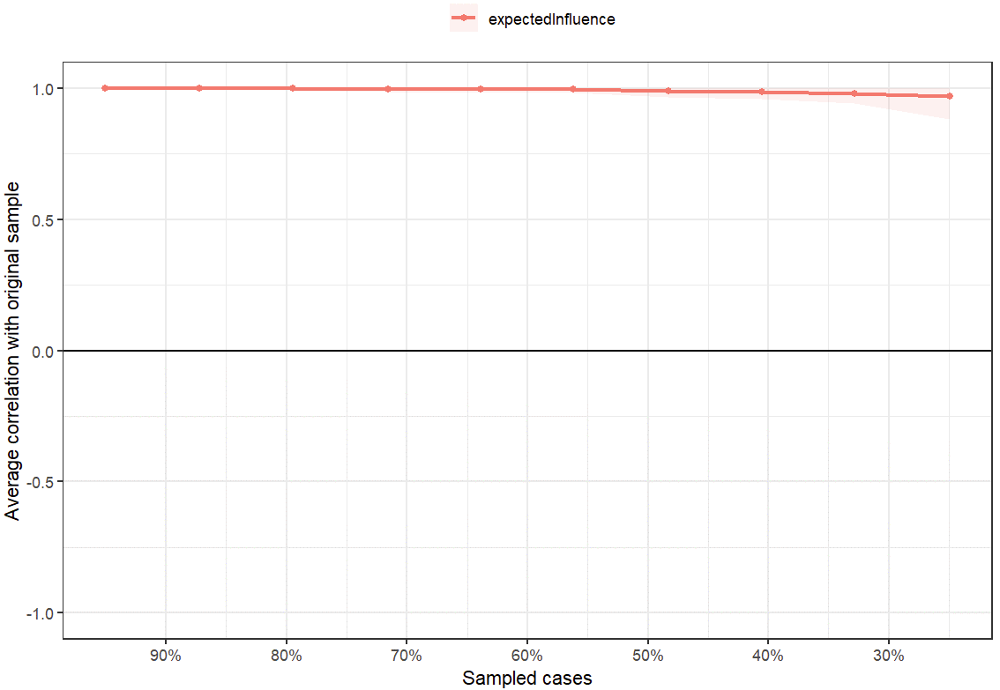 expectedInfluence
1.0
0.5
0.0
-0.5
-1.0
Average correlation with original sample
90% 80% 70% 60% 50% 40% 30%
Sampled cases